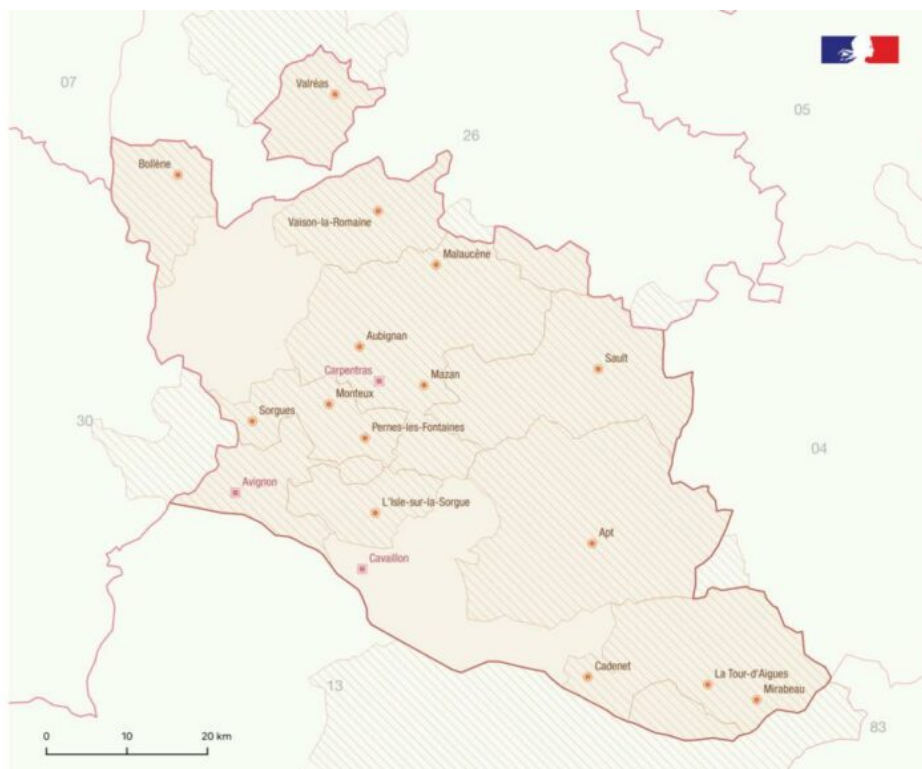 07
Valréas
05
26
Bollène
Vaison-la-Romaine
Malaucène
Aubignan
Carpentras
Mazan
Sault
Monteux
Sorgues
30
Pernes-les-Fontaines
04
Avignon
L'Isle-sur-la-Sorgue
Apt
Cavaillon
Cadenet
La Tour-d'Aigues
13
Mirabeau
83
0 10 20 km